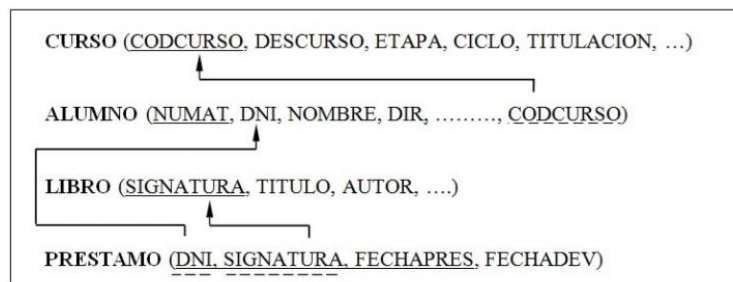 CURSO (CODCURSO, DESCURSO, ETAPA, CICLO, TITULACION, …)
ALUMNO (NUMAT, DNI, NOMBRE, DIR, ………, CODCURSO)
LIBRO (SIGNATURA, TITULO, AUTOR, ….)
PRESTAMO (DNI, SIGNATURA, FECHAPRES, FECHADEV)